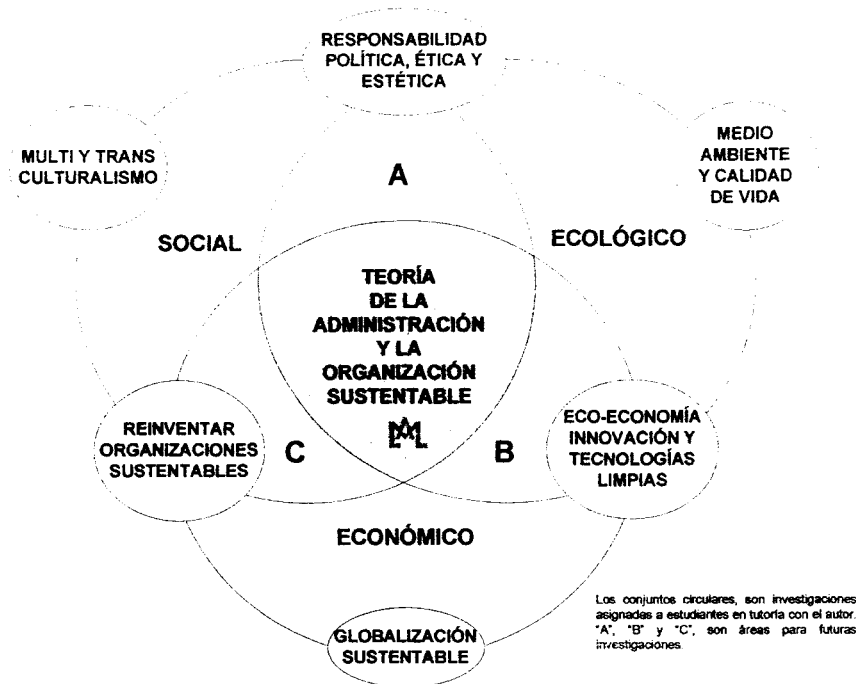 RESPONSABILIDAD
POLÍTICA, ÉTICA Y
ESTÉTICA
MULTI Y TRANS
CULTURALISMO
MEDIO
AMBIENTE
Y CALIDAD
DE VIDA
A
SOCIAL
ECOLÓGICO
TEORÍA
DE LA
ADMINISTRACIÓN
Y LA
ORGANIZACIÓN
SUSTENTABLE
REINVENTAR
ORGANIZACIONES
SUSTENTABLES
C
B
ECO-ECONOMÍA
INNOVACIÓN Y
TECNOLOGÍAS
LIMPIAS
ECONÓMICO
GLOBALIZACIÓN
SUSTENTABLE
Los conjuntos circulares, son investigaciones
asignadas a estudiantes en tutoría con el autor.
"A", "B" y "C", son áreas para futuras
investigaciones.